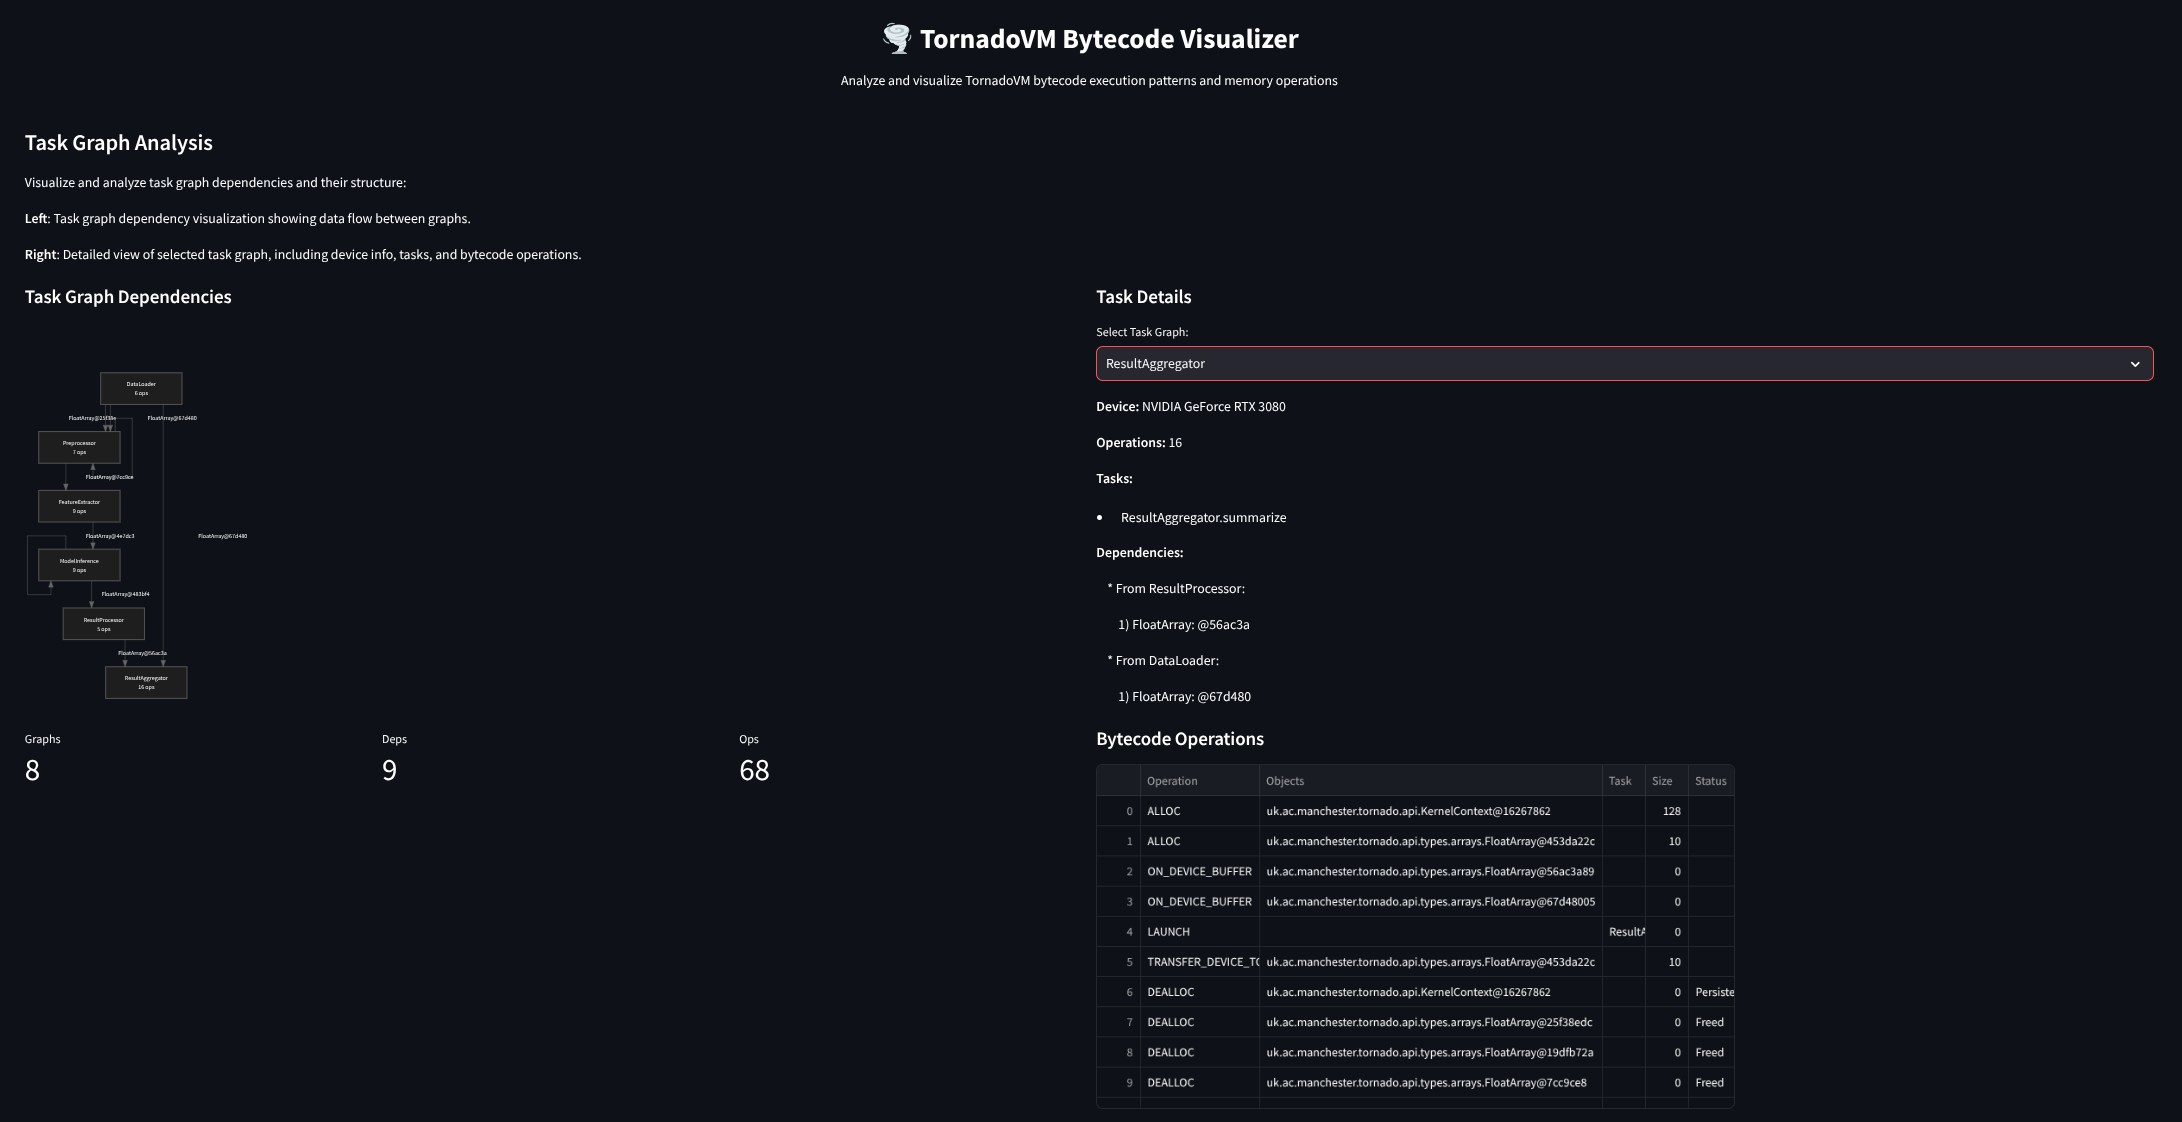 TornadoVM Bytecode Visualizer
Analyze and visualize TornadoVM bytecode execution patterns and memory operations
Task Graph Analysis
Visualize and analyze task graph dependencies and their structure:
Left: Task graph dependency visualization showing data flow between graphs.
Right: Detailed view of selected task graph, including device info, tasks, and bytecode operations.
Task Graph Dependencies
DataLoader
6 ops
FloatArray@67d480
Preprocessor
7 ops
FloatArray@7cc9ce
FeatureExtractor
9 ops
FloatArray@4e7dc3
FloatArray@67d480
ModelInference
9 ops
FloatArray@483bf4
ResultProcessor
5 ops
FloatArray@56ac3a
ResultAggregator
16 ops
Graphs
8
Deps
9
Ops
68
Task Details
Select Task Graph:
ResultAggregator
Device: NVIDIA GeForce RTX 3080
Operations: 16
Tasks:
• ResultAggregator.summarize
Dependencies:
* From ResultProcessor:
1) FloatArray: @56ac3a
* From DataLoader:
1) FloatArray: @67d480
Bytecode Operations
Operation Objects Task Size Status
0 ALLOC uk.ac.manchester.tornado.api.KernelContext@16267862 128
1 ALLOC uk.ac.manchester.tornado.api.types.arrays.FloatArray@453da22c 10
2 ON_DEVICE_BUFFER uk.ac.manchester.tornado.api.types.arrays.FloatArray@56ac3a89 0
3 ON_DEVICE_BUFFER uk.ac.manchester.tornado.api.types.arrays.FloatArray@67d48005 0
4 LAUNCH ResultA 0
5 TRANSFER_DEVICE_TO uk.ac.manchester.tornado.api.types.arrays.FloatArray@453da22c 10
6 DEALLOC uk.ac.manchester.tornado.api.KernelContext@16267862 0 Persiste
7 DEALLOC uk.ac.manchester.tornado.api.types.arrays.FloatArray@25f38edc 0 Freed
8 DEALLOC uk.ac.manchester.tornado.api.types.arrays.FloatArray@19dfb72a 0 Freed
9 DEALLOC uk.ac.manchester.tornado.api.types.arrays.FloatArray@7cc9ce8 0 Freed